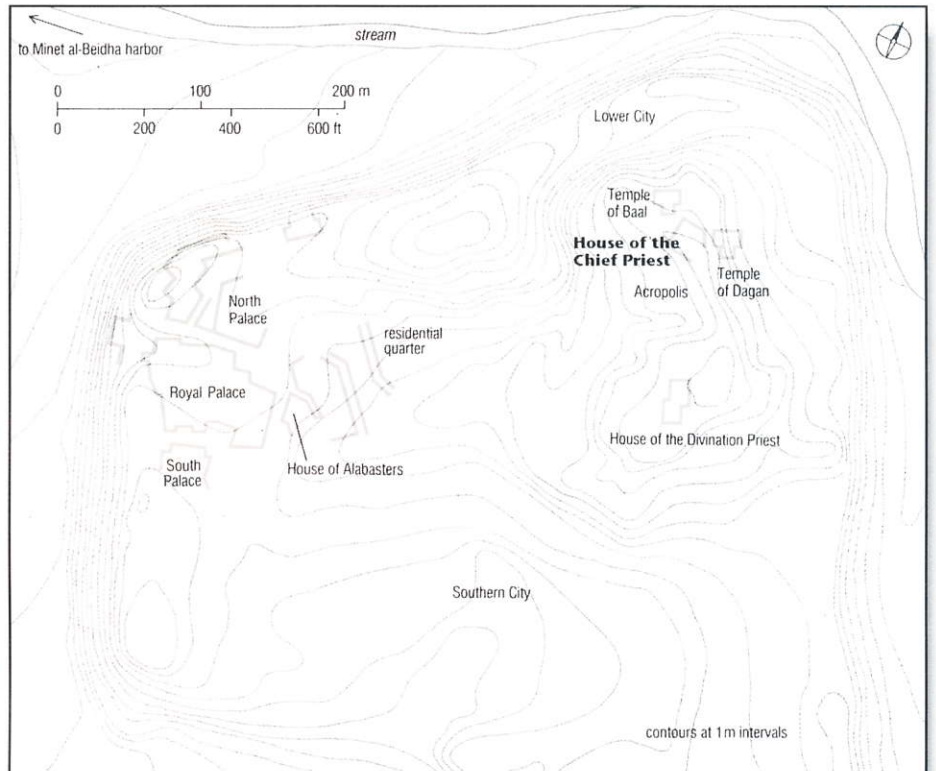 stream
to Minet al-Beidha harbor
0 100 200 m
0 200 400 600 ft
Lower City
Temple
of Baal
House of the
Chief Priest
Temple
of Dagan
Acropolis
North
Palace
residential
quarter
Royal Palace
House of the Divination Priest
South
Palace
House of Alabasters
Southern City
contours at 1 m intervals